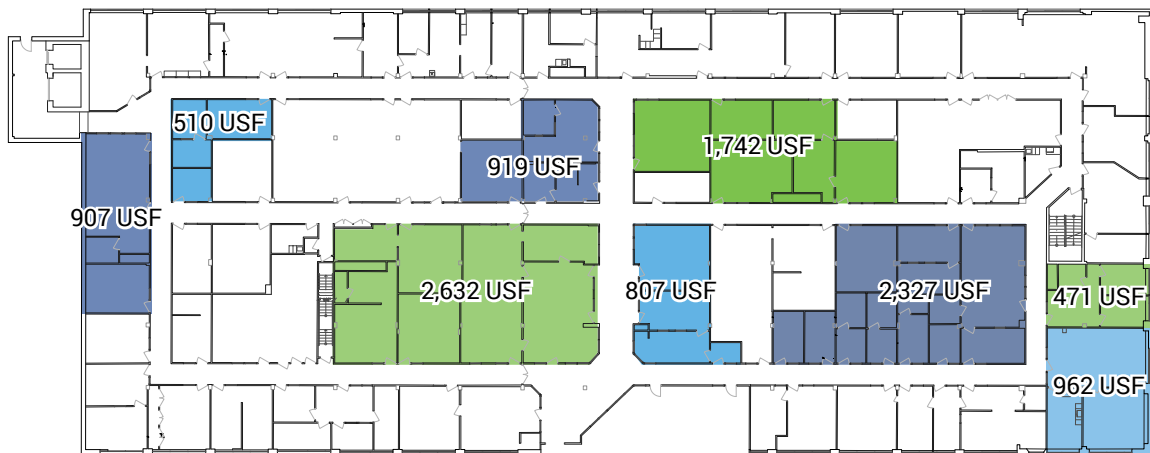 510 USF
1,742 USF
919 USF
907 USF
2,632 USF
807 USF
2,327 USF
471 USF
962 USF